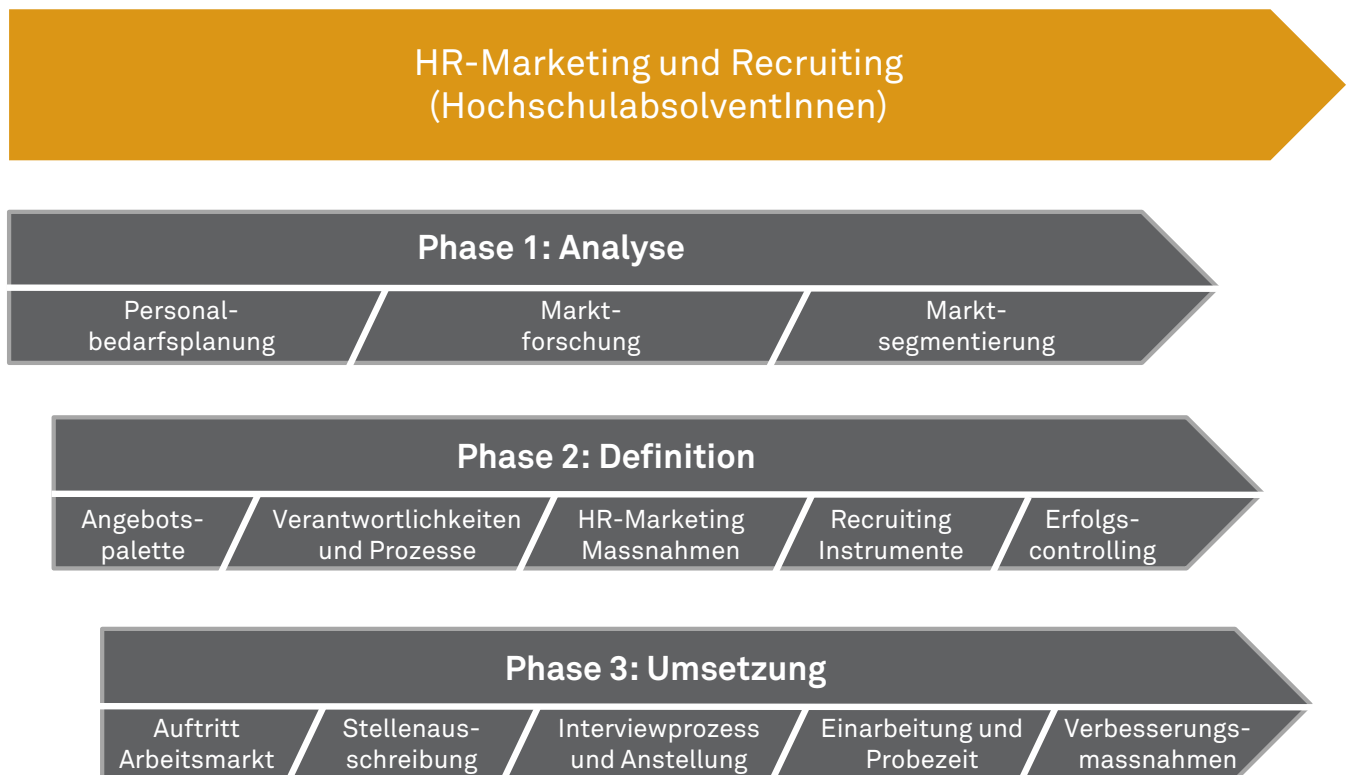 HR-Marketing und Recruiting
(HochschulabsolventInnen)
Phase 1: Analyse
Personal-
bedarfsplanung
Markt-
forschung
Markt-
segmentierung
Phase 2: Definition
Angebots-
palette
Verantwortlichkeiten
und Prozesse
HR-Marketing
Massnahmen
Recruiting
Instrumente
Erfolgs-
controlling
Phase 3: Umsetzung
Auftritt
Arbeitsmarkt
Stellenaus-
schreibung
Interviewprozess
und Anstellung
Einarbeitung und
Probezeit
Verbesserungs-
massnahmen